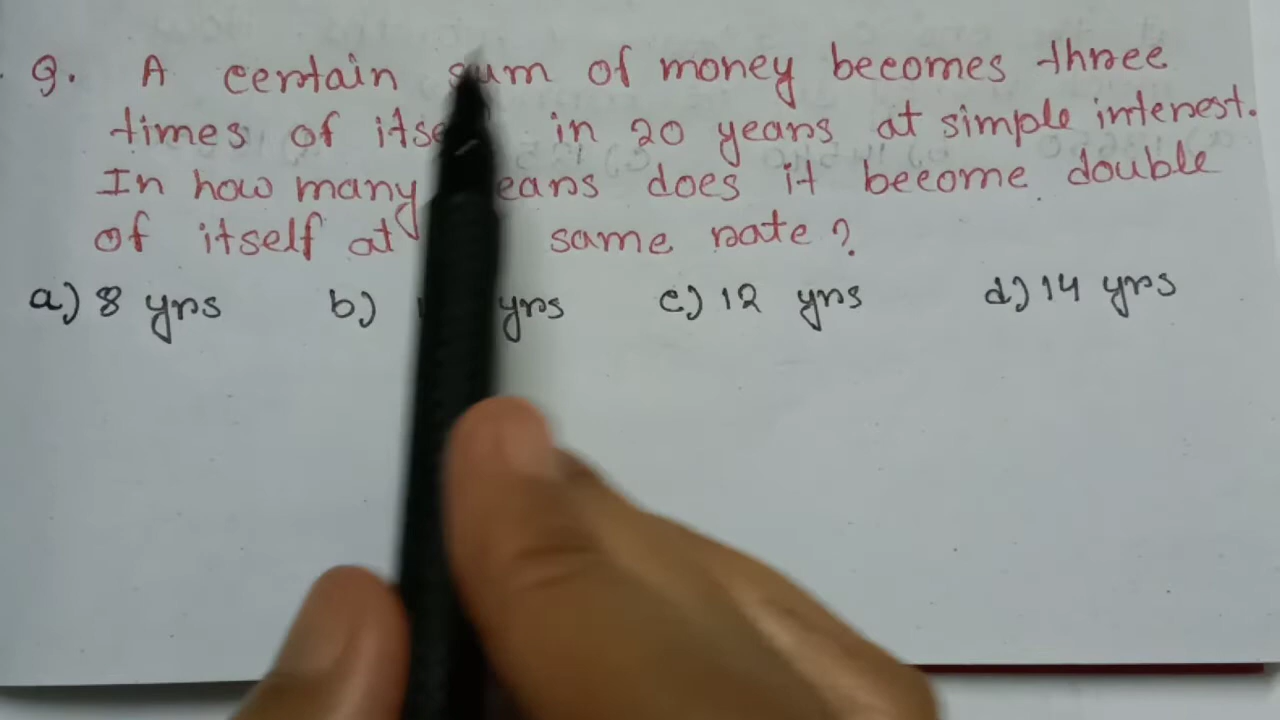 9. A certain sum of money becomes three
times of itse in 20 years at simple interest.
In how many ears does it become double
of itself at same rate?
a) 8 yrs b) yrs c) 12 yrs d) 14 yrs